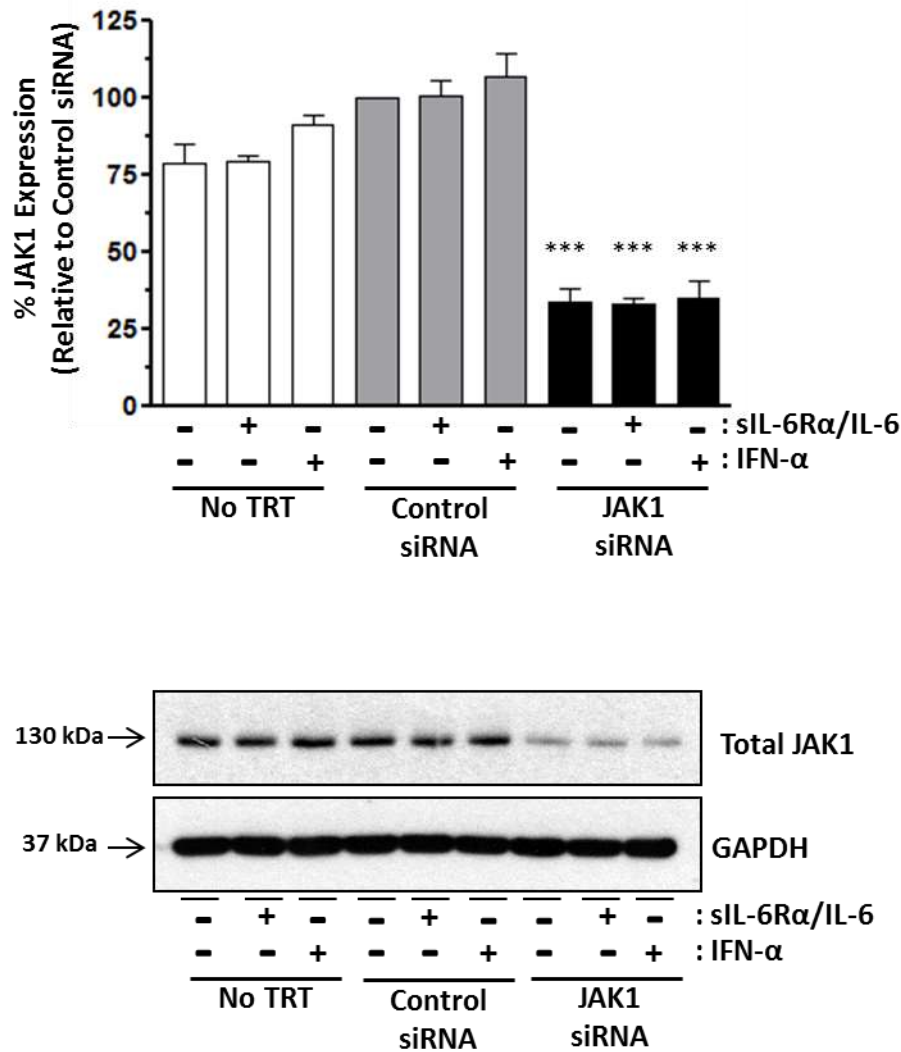 % JAK1 Expression
(Relative to Control siRNA)
125
100
75
50
25
0
*** *** ***
- + - - + - - + - : sIL-6Rα/IL-6
- - + - - + - - + : IFN-α
No TRT Control siRNA JAK1 siRNA
130 kDa Total JAK1
37 kDa GAPDH
- + - - + - - + - : sIL-6Rα/IL-6
- - + - - + - - + : IFN-α
No TRT Control siRNA JAK1 siRNA